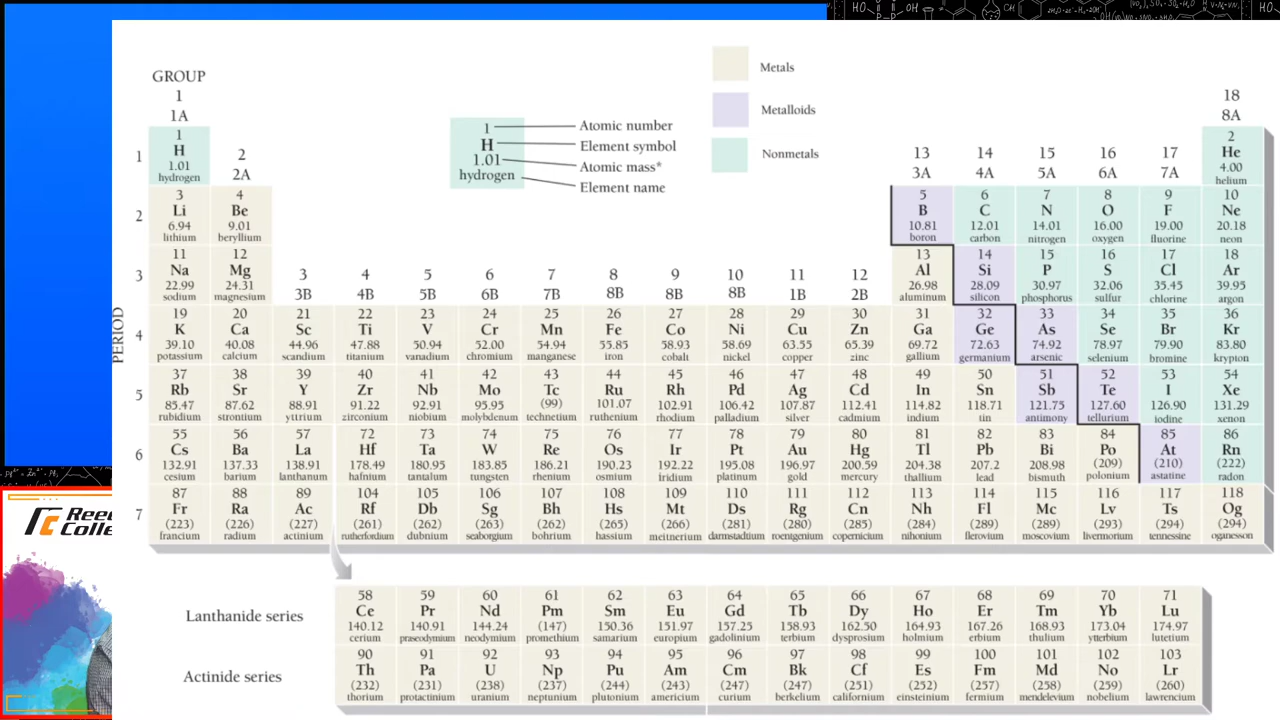 GROUP
1
1A
18
8A
Metals
Metalloids
Nonmetals
1
H
1.01
hydrogen
Atomic number
Element symbol
Atomic mass*
Element name
PERIOD
2
2A
13 14 15 16 17
3A 4A 5A 6A 7A
1
1 2
H He
1.01 4.00
hydrogen helium
2
3 4 5 6 7 8 9 10
Li Be B C N O F Ne
6.94 9.01 10.81 12.01 14.01 16.00 19.00 20.18
lithium beryllium boron carbon nitrogen oxygen fluorine neon
3 4 5 6 7 8 9 10 11 12
3B 4B 5B 6B 7B 8B 8B 8B 1B 2B
3
11 12 13 14 15 16 17 18
Na Mg Al Si P S Cl Ar
22.99 24.31 26.98 28.09 30.97 32.06 35.45 39.95
sodium magnesium aluminum silicon phosphorus sulfur chlorine argon
4
19 20 21 22 23 24 25 26 27 28 29 30 31 32 33 34 35 36
K Ca Sc Ti V Cr Mn Fe Co Ni Cu Zn Ga Ge As Se Br Kr
39.10 40.08 44.96 47.88 50.94 52.00 54.94 55.85 58.93 58.69 63.55 65.39 69.72 72.63 74.92 78.97 79.90 83.80
potassium calcium scandium titanium vanadium chromium manganese iron cobalt nickel copper zinc gallium germanium arsenic selenium bromine krypton
5
37 38 39 40 41 42 43 44 45 46 47 48 49 50 51 52 53 54
Rb Sr Y Zr Nb Mo Tc Ru Rh Pd Ag Cd In Sn Sb Te I Xe
85.47 87.62 88.91 91.22 92.91 95.95 (99) 101.07 102.91 106.42 107.87 112.41 114.82 118.71 121.75 127.60 126.90 131.29
rubidium strontium yttrium zirconium niobium molybdenum technetium ruthenium rhodium palladium silver cadmium indium tin antimony tellurium iodine xenon
6
55 56 57 72 73 74 75 76 77 78 79 80 81 82 83 84 85 86
Cs Ba La Hf Ta W Re Os Ir Pt Au Hg Tl Pb Bi Po At Rn
132.91 137.33 138.91 178.49 180.95 183.85 186.21 190.23 192.22 195.08 196.97 200.59 204.38 207.2 208.98 (209) (210) (222)
cesium barium lanthanum hafnium tantalum tungsten rhenium osmium iridium platinum gold mercury thallium lead bismuth polonium astatine radon
7
87 88 89 104 105 106 107 108 109 110 111 112 113 114 115 116 117 118
Fr Ra Ac Rf Db Sg Bh Hs Mt Ds Rg Cn Nh Fl Mc Lv Ts Og
(223) (226) (227) (261) (262) (263) (262) (265) (266) (281) (280) (285) (284) (289) (289) (293) (294) (294)
francium radium actinium rutherfordium dubnium seaborgium bohrium hassium meitnerium darmstadtium roentgenium copernicium nihonium flerovium moscovium livermorium tennessine oganesson
Lanthanide series
58 59 60 61 62 63 64 65 66 67 68 69 70 71
Ce Pr Nd Pm Sm Eu Gd Tb Dy Ho Er Tm Yb Lu
140.12 140.91 144.24 (147) 150.36 151.97 157.25 158.93 162.50 164.93 167.26 168.93 173.04 174.97
cerium praseodymium neodymium promethium samarium europium gadolinium terbium dysprosium holmium erbium thulium ytterbium lutetium
Actinide series
90 91 92 93 94 95 96 97 98 99 100 101 102 103
Th Pa U Np Pu Am Cm Bk Cf Es Fm Md No Lr
(232) (231) (238) (237) (244) (243) (247) (247) (251) (252) (257) (258) (259) (260)
thorium protactinium uranium neptunium plutonium americium curium berkelium californium einsteinium fermium mendelevium nobelium lawrencium
Reed
Colle